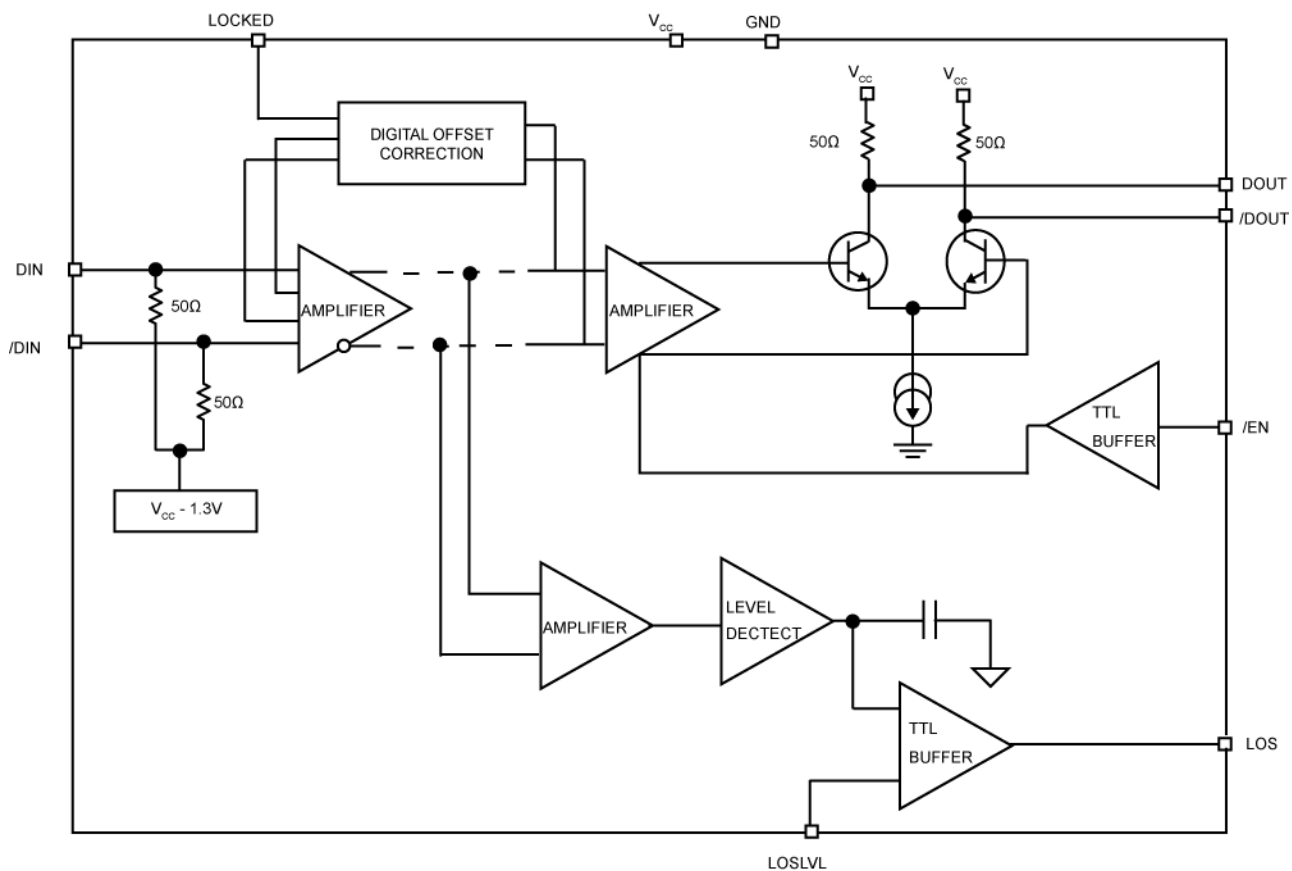 LOCKED
VCC
GND
VCC
VCC
DIGITAL OFFSET
CORRECTION
50Ω
50Ω
DOUT
/DOUT
DIN
50Ω
AMPLIFIER
AMPLIFIER
/DIN
50Ω
TTL
BUFFER
/EN
VCC - 1.3V
AMPLIFIER
LEVEL
DECTECT
TTL
BUFFER
LOS
LOSLVL